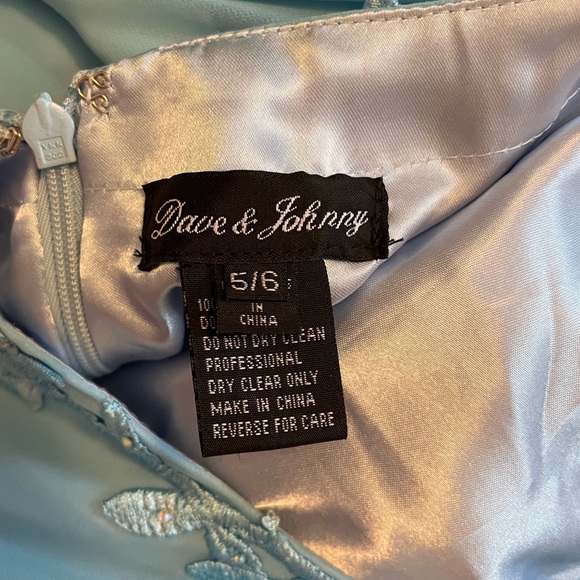 Dave & Johnny
5/6
IN
CHINA
DO NOT DRY CLEAN
PROFESSIONAL
DRY CLEAR ONLY
MAKE IN CHINA
REVERSE FOR CARE